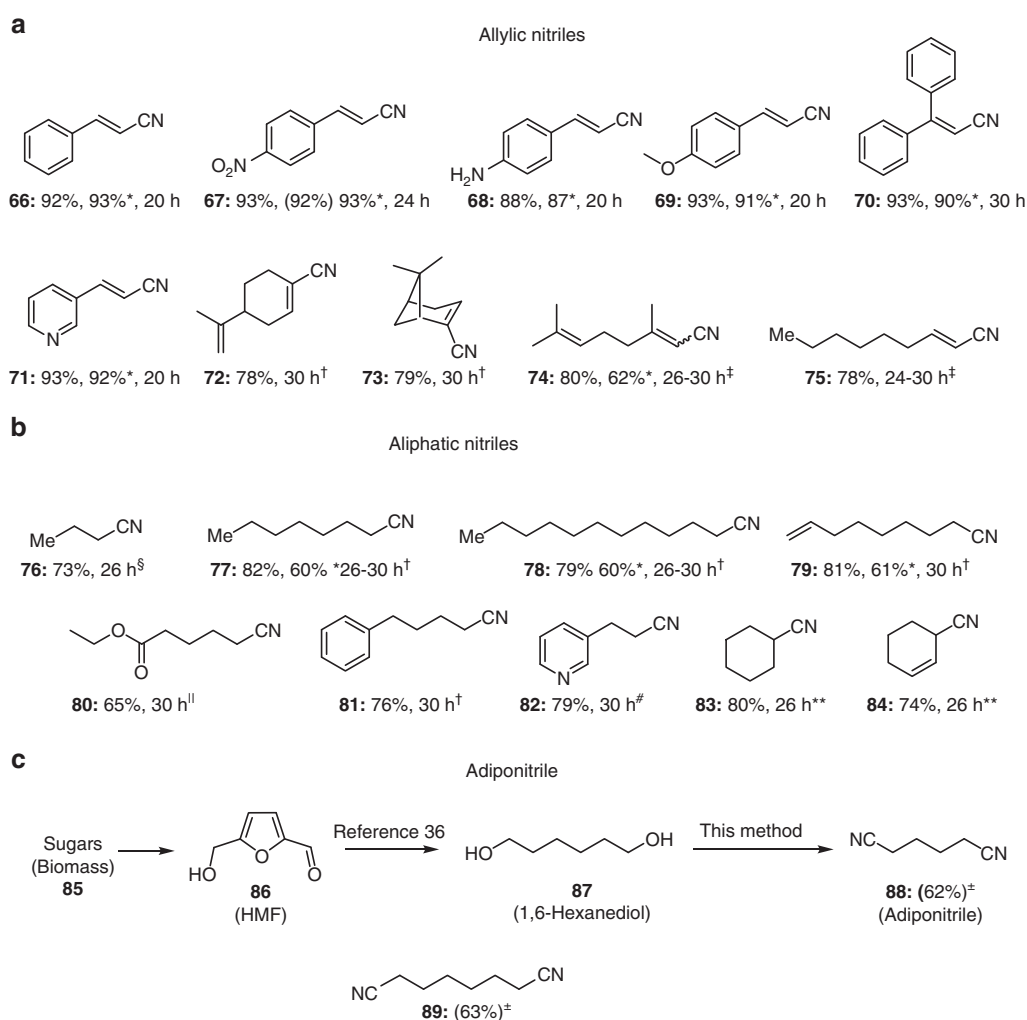 a
Allylic nitriles
CN
CN
O2N
CN
H2N
CN
O
CN
66: 92%, 93%*, 20 h
67: 93%, (92%) 93%*, 24 h
68: 88%, 87*, 20 h
69: 93%, 91%*, 20 h
70: 93%, 90%*, 30 h
CN
N
CN
CN
CN
Me
CN
71: 93%, 92%*, 20 h
72: 78%, 30 h†
73: 79%, 30 h†
74: 80%, 62%*, 26-30 h‡
75: 78%, 24-30 h‡
b
Aliphatic nitriles
Me
CN
Me
CN
Me
CN
CN
76: 73%, 26 h§
77: 82%, 60% *26-30 h†
78: 79% 60%*, 26-30 h†
79: 81%, 61%*, 30 h†
O
O
CN
CN
N
CN
CN
CN
80: 65%, 30 h||
81: 76%, 30 h†
82: 79%, 30 h#
83: 80%, 26 h**
84: 74%, 26 h**
c
Adiponitrile
Sugars
(Biomass)
85
HO
O
O
86
(HMF)
Reference 36
HO
OH
87
(1,6-Hexanediol)
This method
NC
CN
88: (62%)±
(Adiponitrile)
NC
CN
89: (63%)±